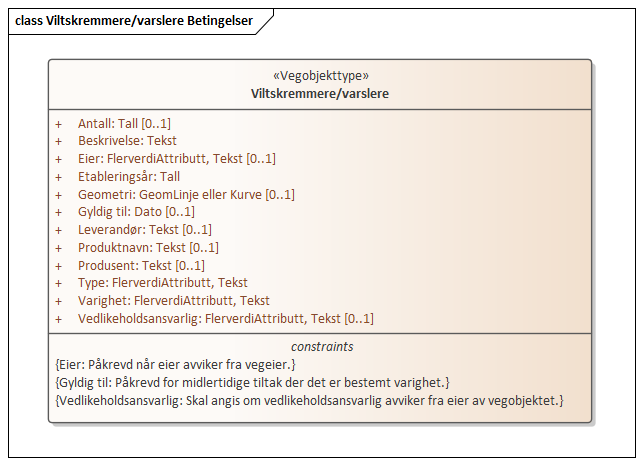 class Viltskremmere/varslere Betingelser
«Vegobjekttype»
Viltskremmere/varslere
+ Antall: Tall [0..1]
+ Beskrivelse: Tekst
+ Eier: FlerverdiAttributt, Tekst [0..1]
+ Etableringsår: Tall
+ Geometri: GeomLinje eller Kurve [0..1]
+ Gyldig til: Dato [0..1]
+ Leverandør: Tekst [0..1]
+ Produktnavn: Tekst [0..1]
+ Produsent: Tekst [0..1]
+ Type: FlerverdiAttributt, Tekst
+ Varighet: FlerverdiAttributt, Tekst
+ Vedlikeholdsansvarlig: FlerverdiAttributt, Tekst [0..1]
constraints
{Eier: Påkrevd når eier avviker fra vegeier.}
{Gyldig til: Påkrevd for midlertidige tiltak der det er bestemt varighet.}
{Vedlikeholdsansvarlig: Skal angis om vedlikeholdsansvarlig avviker fra eier av vegobjektet.}